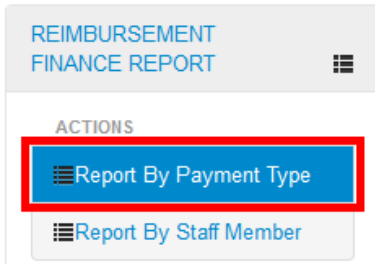 REIMBURSEMENT
FINANCE REPORT
ACTIONS
Report By Payment Type
Report By Staff Member